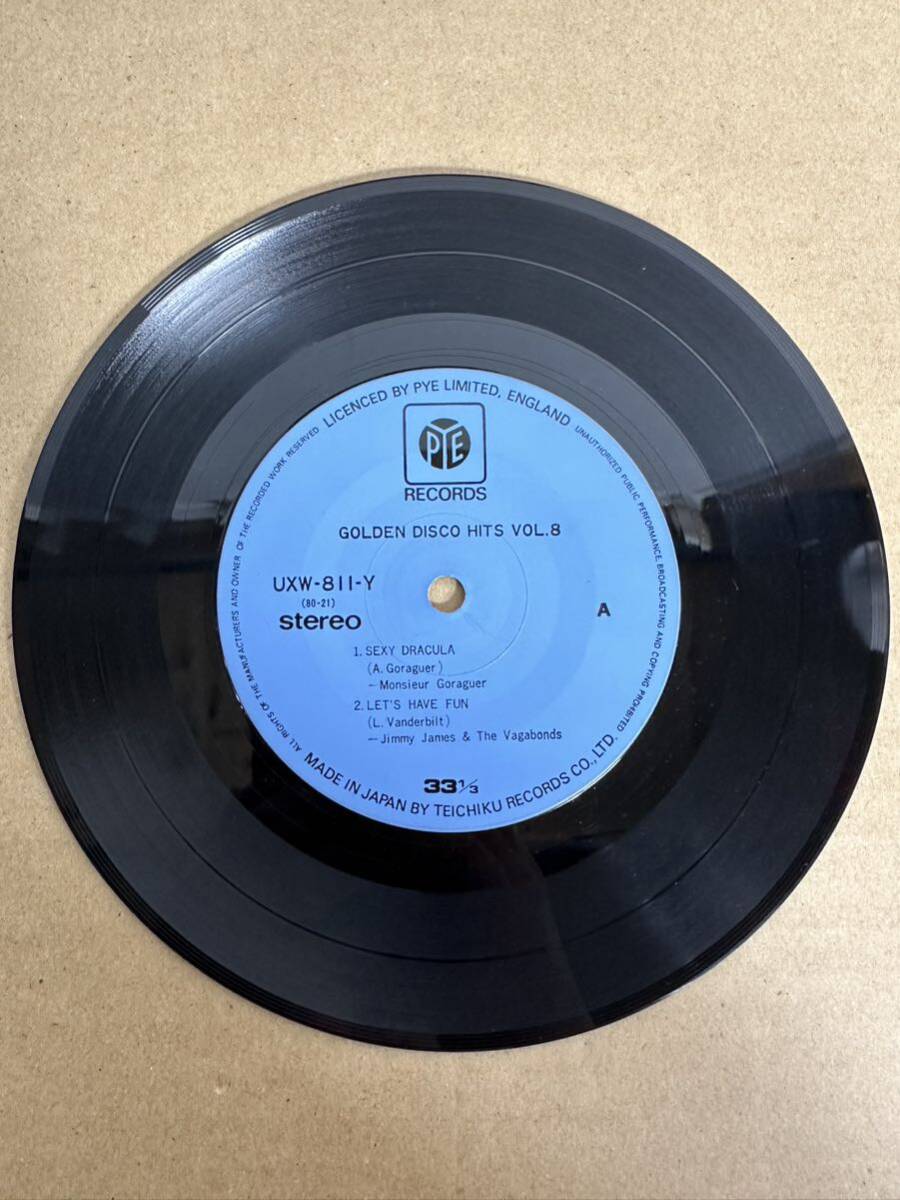 ALL RIGHTS OF THE MANUFACTURERS AND OWNER OF THE RECORDED WORK RESERVED LICENCED BY PYE LIMITED, ENGLAND UNAUTHORIZED PUBLIC PERFORMANCE, BROADCASTING AND COPYING PROHIBITED.
PYE
RECORDS
GOLDEN DISCO HITS VOL.8
UXW-811-Y
(80-21)
stereo
A
1. SEXY DRACULA
(A. Goraguer)
—Monsieur Goraguer
2. LET'S HAVE FUN
(L. Vanderbilt)
—Jimmy James & The Vagabonds
33 1/3
MADE IN JAPAN BY TEICHIKU RECORDS CO., LTD.